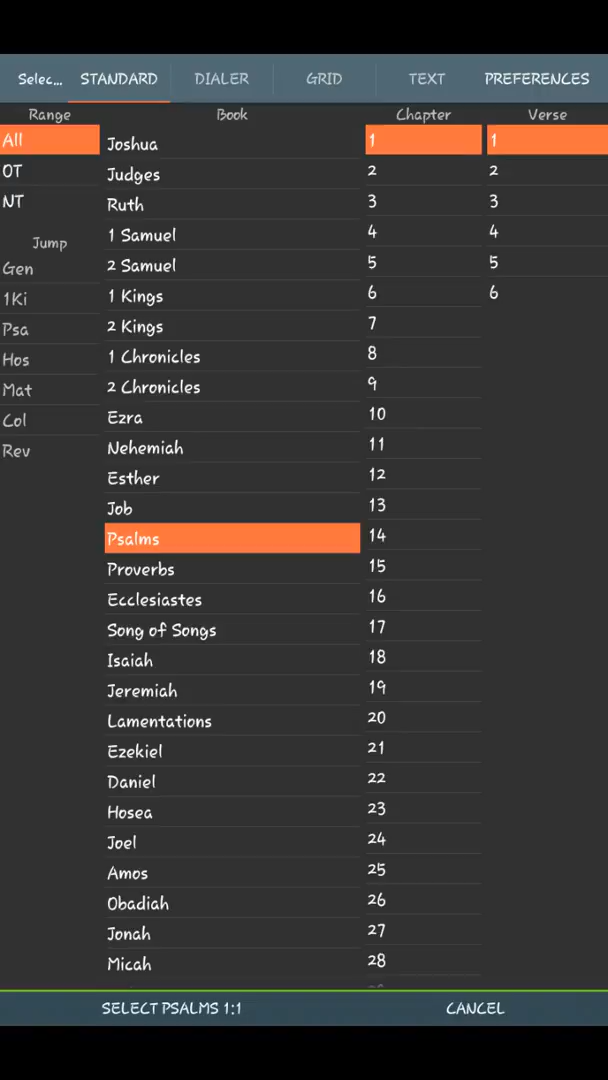 Selec... STANDARD DIALER GRID TEXT PREFERENCES
Range Book Chapter Verse
All
OT
NT
Jump
Gen
1Ki
Psa
Hos
Mat
Col
Rev
Joshua
Judges
Ruth
1 Samuel
2 Samuel
1 Kings
2 Kings
1 Chronicles
2 Chronicles
Ezra
Nehemiah
Esther
Job
Psalms
Proverbs
Ecclesiastes
Song of Songs
Isaiah
Jeremiah
Lamentations
Ezekiel
Daniel
Hosea
Joel
Amos
Obadiah
Jonah
Micah
1
2
3
4
5
6
7
8
9
10
11
12
13
14
15
16
17
18
19
20
21
22
23
24
25
26
27
28
1
2
3
4
5
6
SELECT PSALMS 1:1 CANCEL